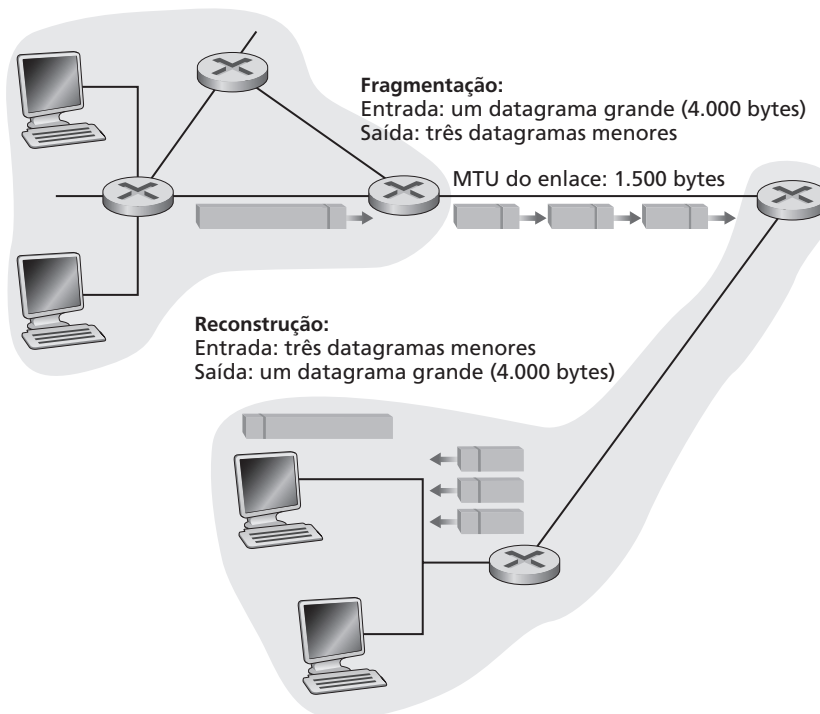 Fragmentação:
Entrada: um datagrama grande (4.000 bytes)
Saída: três datagramas menores
MTU do enlace: 1.500 bytes
Reconstrução:
Entrada: três datagramas menores
Saída: um datagrama grande (4.000 bytes)